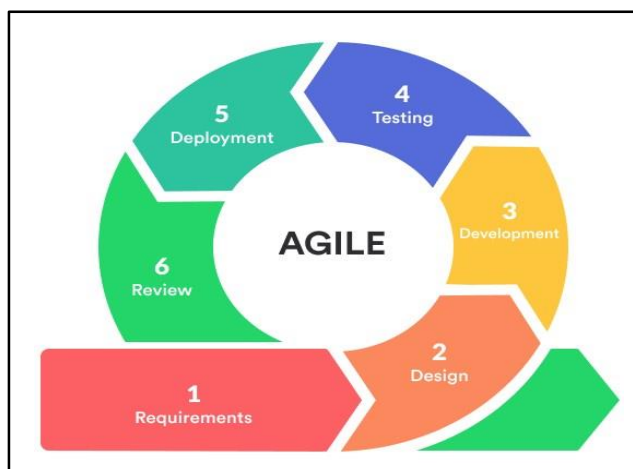 AGILE
1
Requirements
2
Design
3
Development
4
Testing
5
Deployment
6
Review